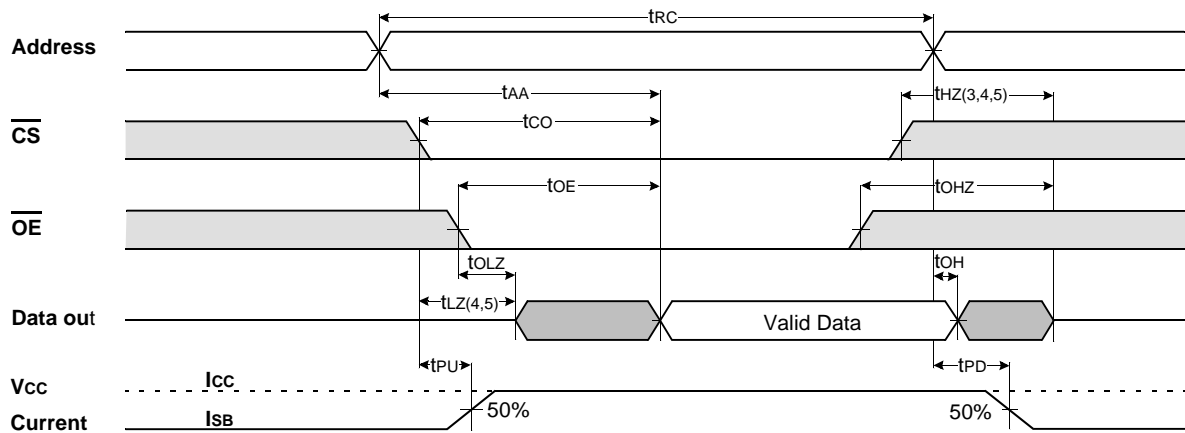 tRC
Address
tAA
tHZ(3,4,5)
CS
tCO
OE
tOE
tOHZ
tOLZ
tOH
tLZ(4,5)
Data out
Valid Data
tPU
tPD
VCC
ICC
50%
50%
Current
ISB